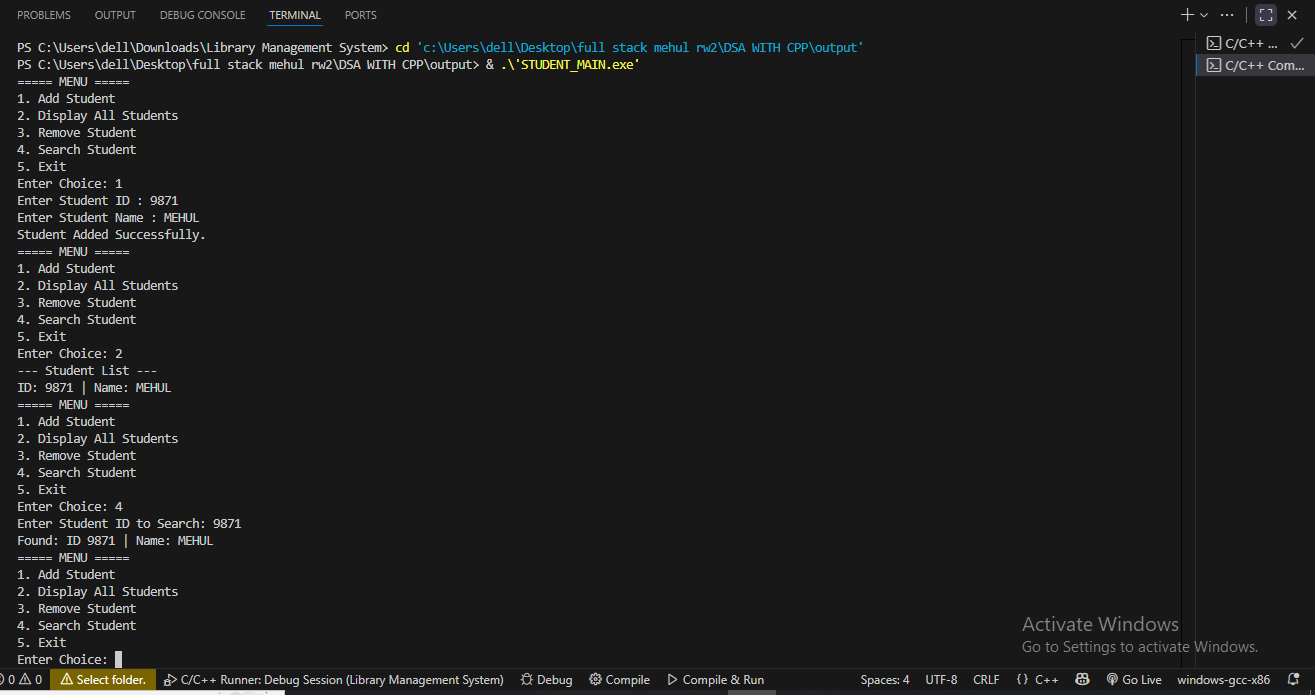 PROBLEMS OUTPUT DEBUG CONSOLE TERMINAL PORTS
PS C:\Users\dell\Downloads\Library Management System> cd 'c:\Users\dell\Desktop\full stack mehul rw2\DSA WITH CPP\output'
PS C:\Users\dell\Desktop\full stack mehul rw2\DSA WITH CPP\output> & .\'STUDENT_MAIN.exe'
===== MENU =====
1. Add Student
2. Display All Students
3. Remove Student
4. Search Student
5. Exit
Enter Choice: 1
Enter Student ID : 9871
Enter Student Name : MEHUL
Student Added Successfully.
===== MENU =====
1. Add Student
2. Display All Students
3. Remove Student
4. Search Student
5. Exit
Enter Choice: 2
--- Student List ---
ID: 9871 | Name: MEHUL
===== MENU =====
1. Add Student
2. Display All Students
3. Remove Student
4. Search Student
5. Exit
Enter Choice: 4
Enter Student ID to Search: 9871
Found: ID 9871 | Name: MEHUL
===== MENU =====
1. Add Student
2. Display All Students
3. Remove Student
4. Search Student
5. Exit
Enter Choice:
C/C++ ...
C/C++ Com...
Activate Windows
Go to Settings to activate Windows.
0 0 Select folder. C/C++ Runner: Debug Session (Library Management System) Debug Compile Compile & Run Spaces: 4 UTF-8 CRLF {} C++ Go Live windows-gcc-x86